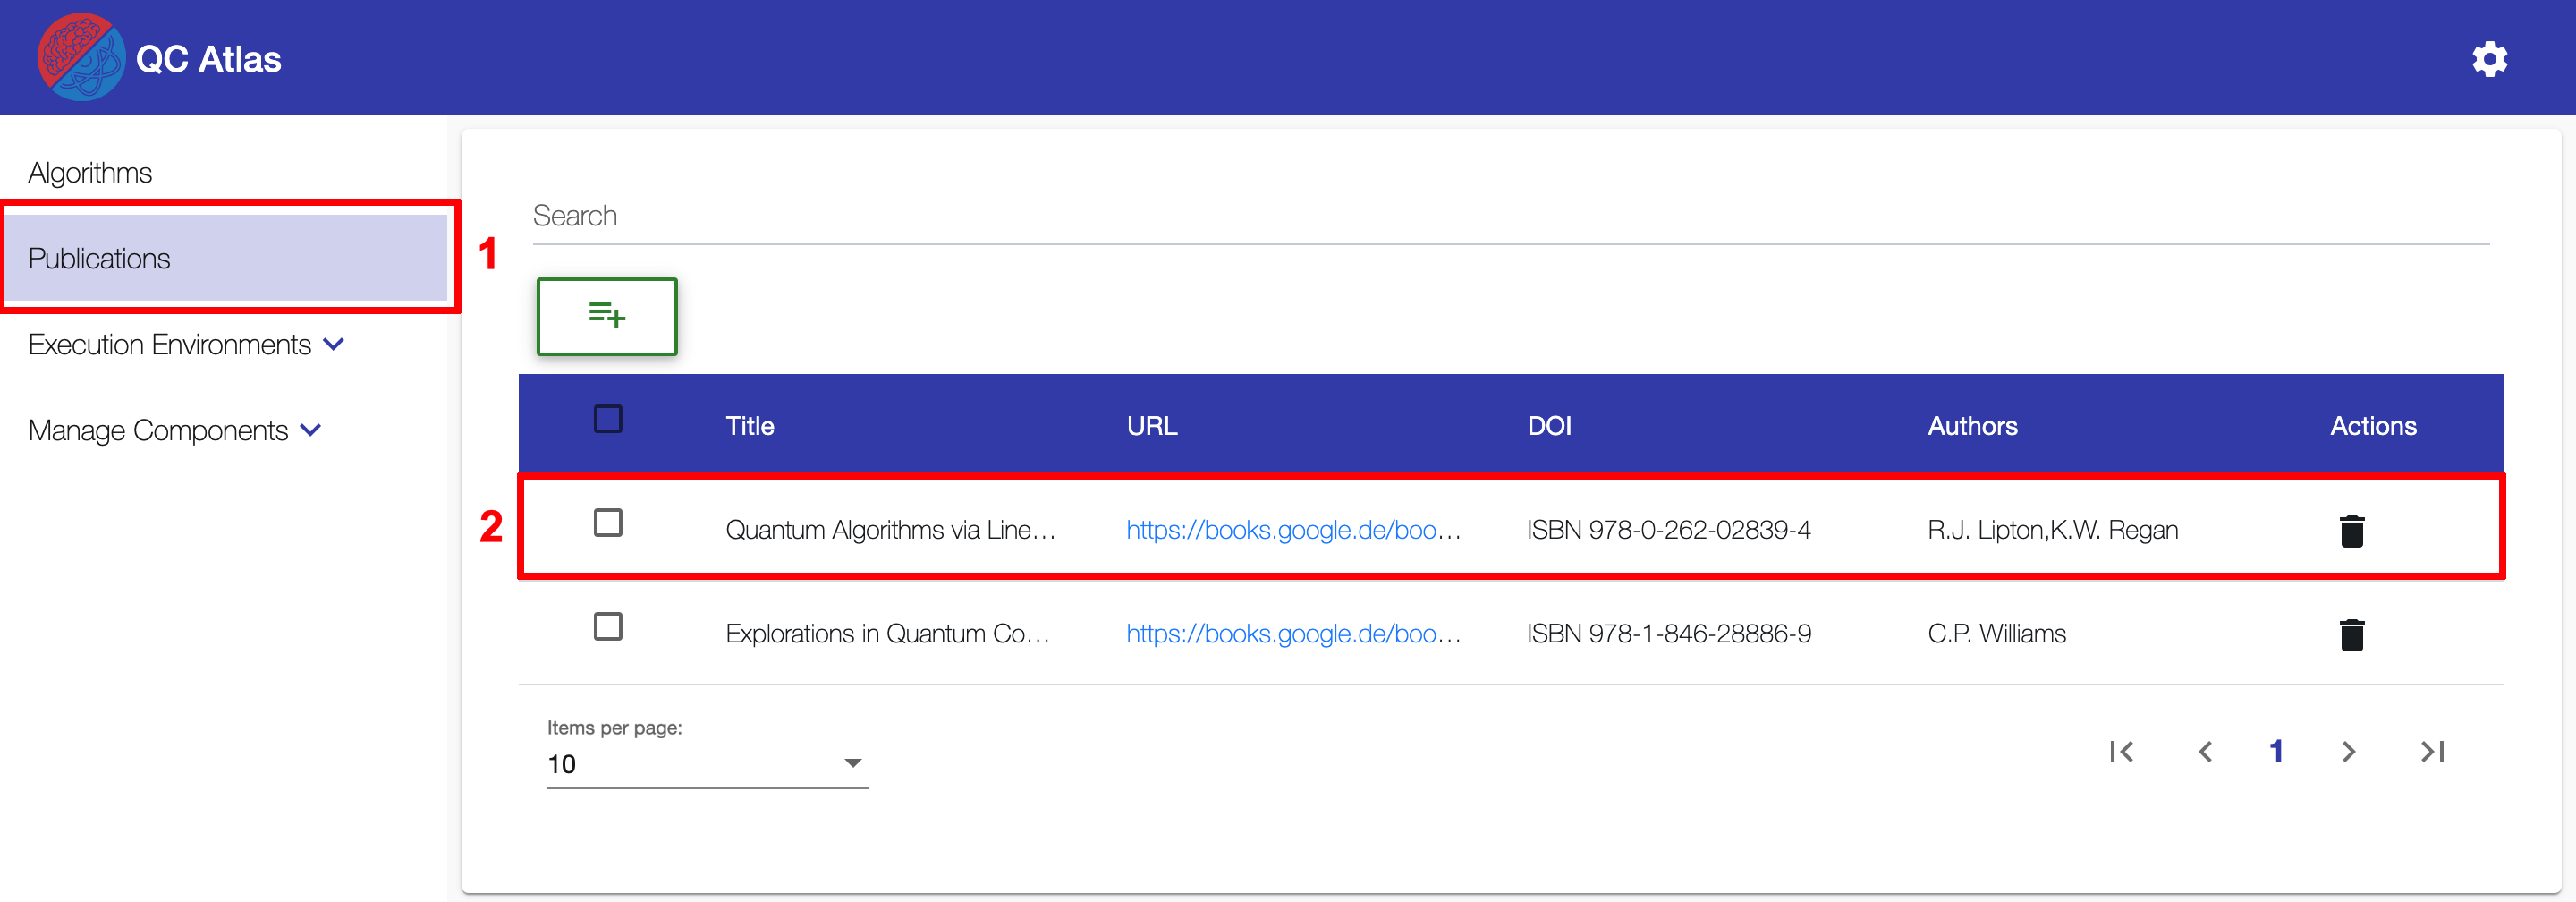 QC Atlas
Algorithms
Publications
1
Execution Environments
Manage Components
Search
Title URL DOI Authors Actions
2
Quantum Algorithms via Line... https://books.google.de/boo... ISBN 978-0-262-02839-4 R.J. Lipton,K.W. Regan
Explorations in Quantum Co... https://books.google.de/boo... ISBN 978-1-846-28886-9 C.P. Williams
Items per page:
10
1